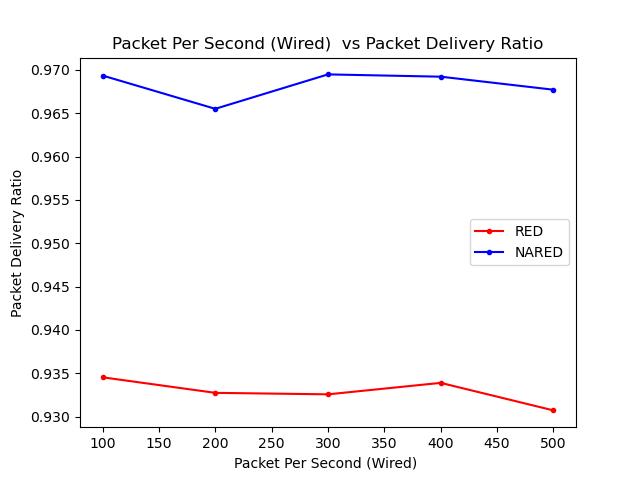 Packet Per Second (Wired)  vs Packet Delivery Ratio
0.970
0.965
0.960
0.955
0.950
0.945
0.940
0.935
0.930
Packet Delivery Ratio
RED
NARED
100 150 200 250 300 350 400 450 500
Packet Per Second (Wired)